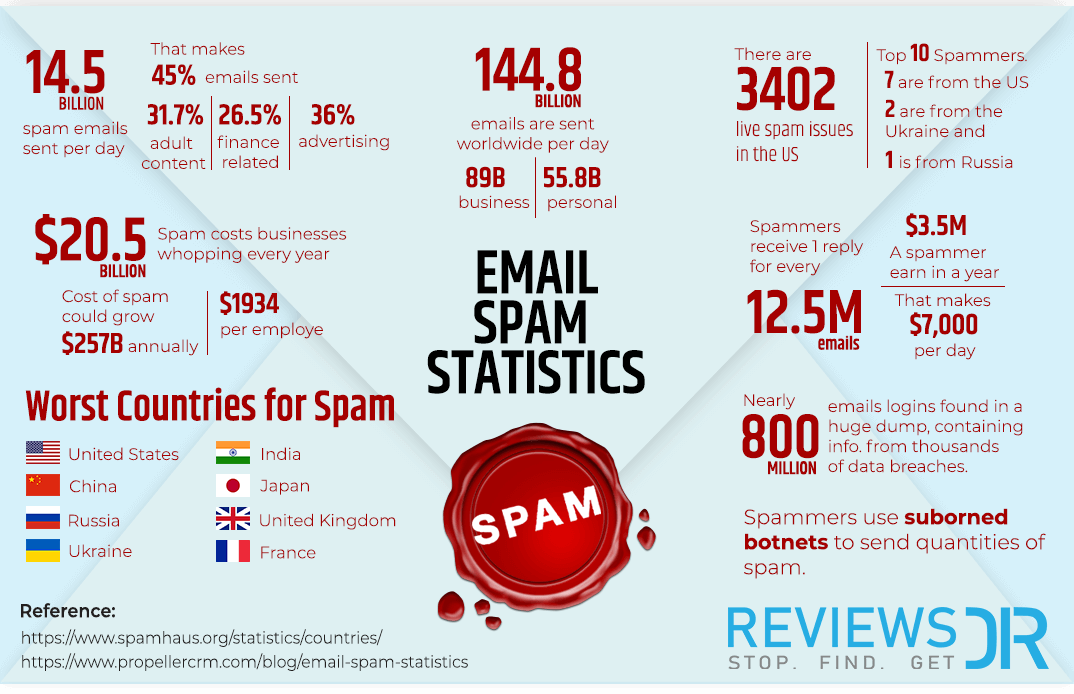 14.5
BILLION
spam emails
sent per day
That makes
45% emails sent
31.7%
adult
content
26.5%
finance
related
36%
advertising
144.8
BILLION
emails are sent
worldwide per day
89B
business
55.8B
personal
There are
3402
live spam issues
in the US
Top 10 Spammers.
7 are from the US
2 are from the
Ukraine and
1 is from Russia
$20.5
BILLION
Spam costs businesses
whopping every year
Cost of spam
could grow
$257B annually
$1934
per employe
EMAIL
SPAM
STATISTICS
Spammers
receive 1 reply
for every
12.5M
emails
$3.5M
A spammer
earn in a year
That makes
$7,000
per day
Worst Countries for Spam
United States
China
Russia
Ukraine
India
Japan
United Kingdom
France
SPAM
Nearly
800
MILLION
emails logins found in a
huge dump, containing
info. from thousands
of data breaches.
Spammers use suborned
botnets to send quantities of
spam.
Reference:
https://www.spamhaus.org/statistics/countries/
https://www.propellercrm.com/blog/email-spam-statistics
REVIEWS DIR
STOP. FIND. GET